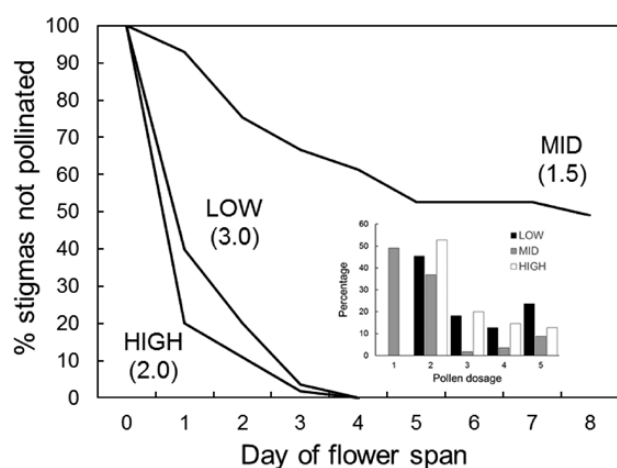 100
90
80
70
60
50
40
30
20
10
0
% stigmas not pollinated
MID
(1.5)
LOW
(3.0)
HIGH
(2.0)
60
50
40
30
20
10
0
Percentage
LOW
MID
HIGH
1 2 3 4 5
Pollen dosage
0 1 2 3 4 5 6 7 8
Day of flower span